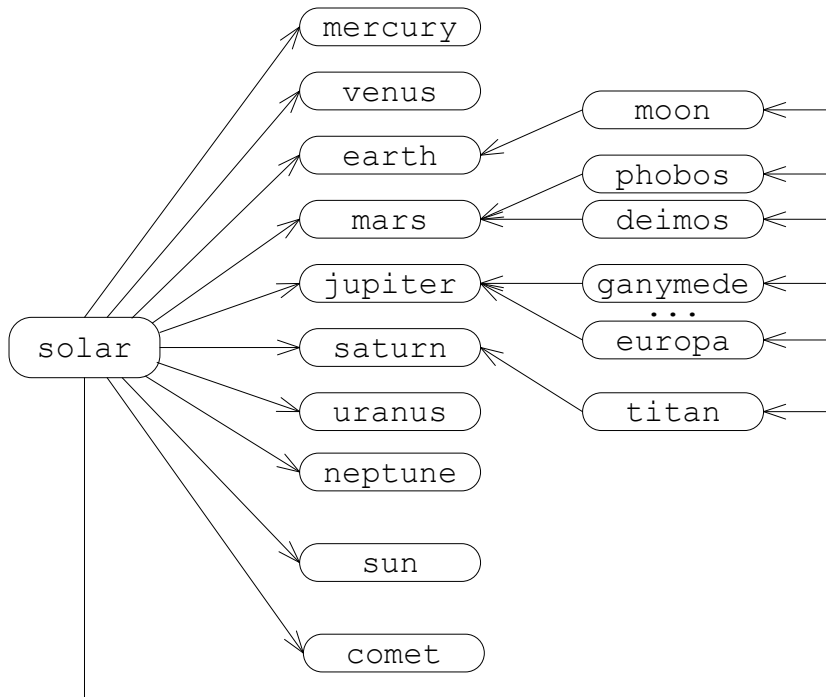 mercury
venus
moon
earth
phobos
mars
deimos
jupiter
ganymede
...
solar
saturn
europa
uranus
titan
neptune
sun
comet